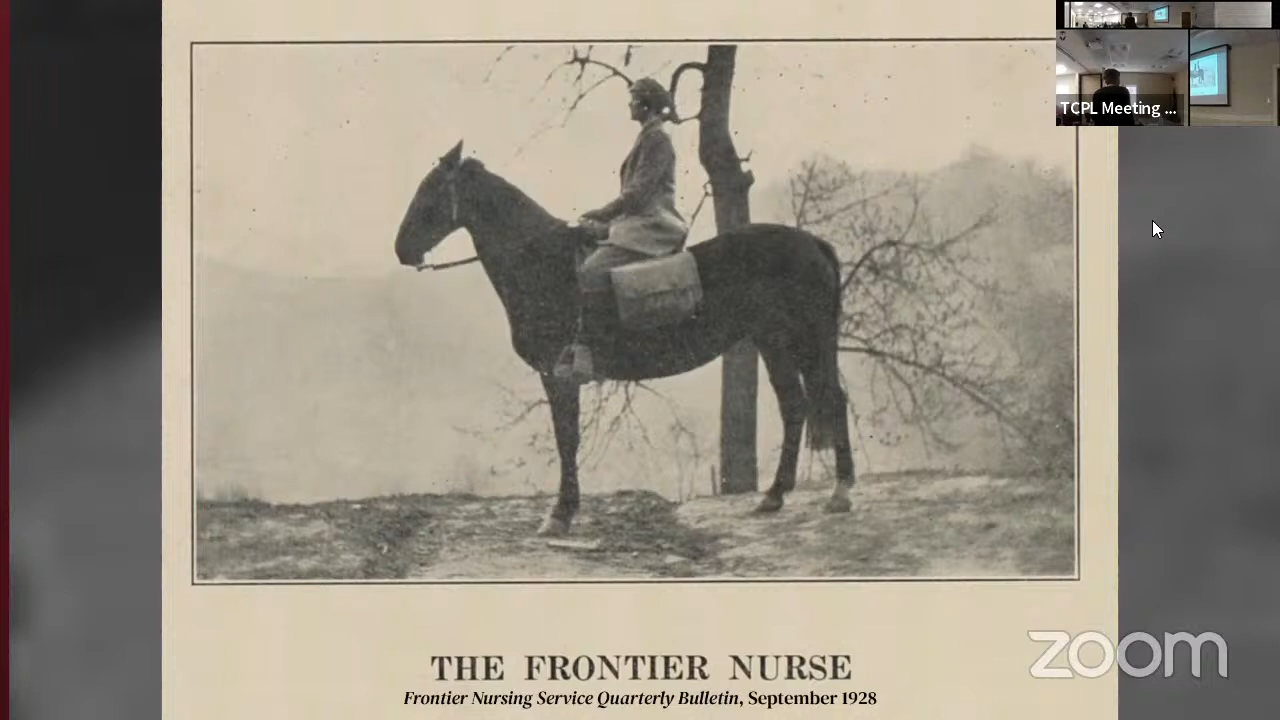 TCPL Meeting ...
THE FRONTIER NURSE
Frontier Nursing Service Quarterly Bulletin, September 1928
zoom